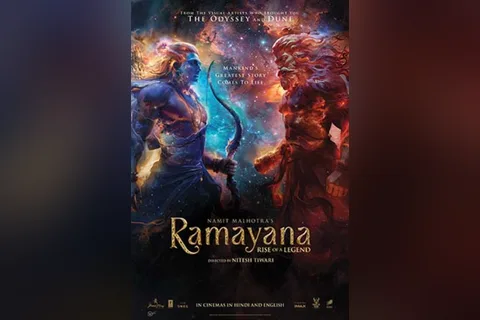 FROM THE VISUAL ARTISTS WHO BROUGHT YOU
THE ODYSSEY AND DUNE
MANKIND'S
GREATEST STORY
COMES TO LIFE
NAMIT MALHOTRA'S
Ramayana
RISE OF A LEGEND
DIRECTED BY NITESH TIWARI
IN CINEMAS IN HINDI AND ENGLISH
IMAX